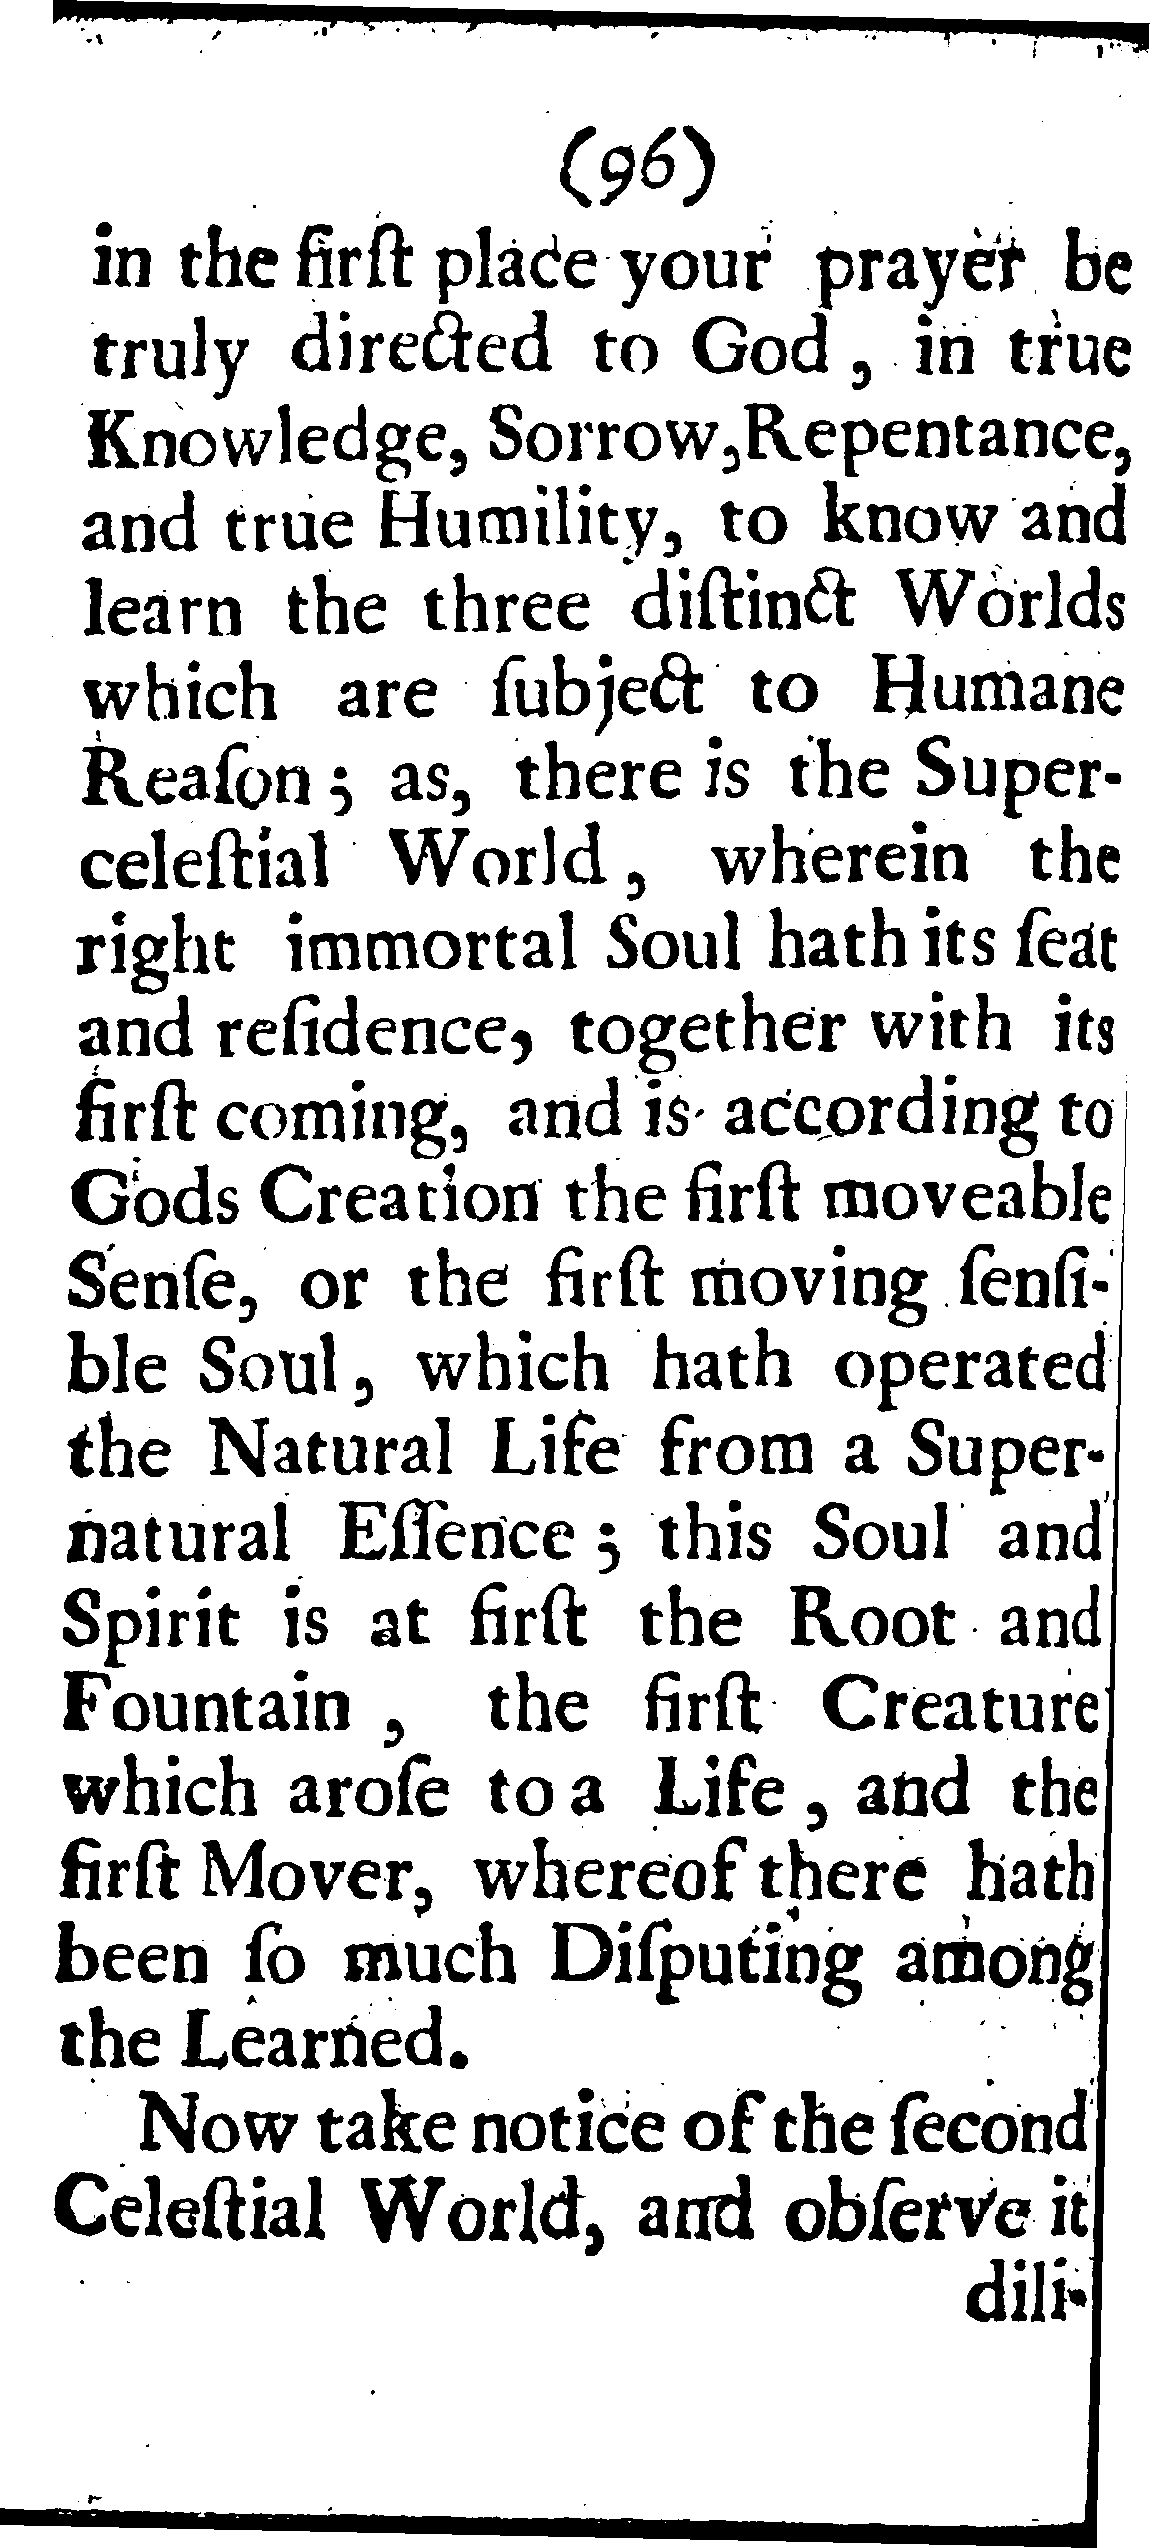 (96)
in the firſt place your prayer be
truly directed to God, in true
Knowledge, Sorrow, Repentance,
and true Humility, to know and
learn the three diſtinct Worlds
which are ſubject to Humane
Reaſon; as, there is the Super-
celeſtial World, wherein the
right immortal Soul hath its ſeat
and reſidence, together with its
firſt coming, and is according to
Gods Creation the firſt moveable
Senſe, or the firſt moving ſenſi-
ble Soul, which hath operated
the Natural Life from a Super-
natural Eſſence; this Soul and
Spirit is at firſt the Root and
Fountain, the firſt Creature
which aroſe to a Life, and the
firſt Mover, whereof there hath
been ſo much Diſputing among
the Learned.
Now take notice of the ſecond
Celeſtial World, and obſerve it
dili-